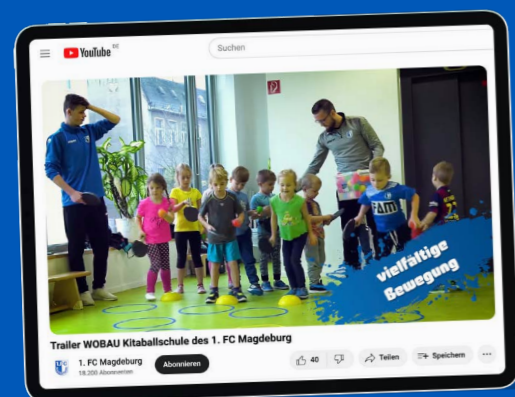 YouTube DE
Suchen
FAM
vielfältige
Bewegung
Trailer WOBAU Kitaballschule des 1. FC Magdeburg
1. FC Magdeburg
18.200 Abonnenten
Abonnieren
40
Teilen
Speichern